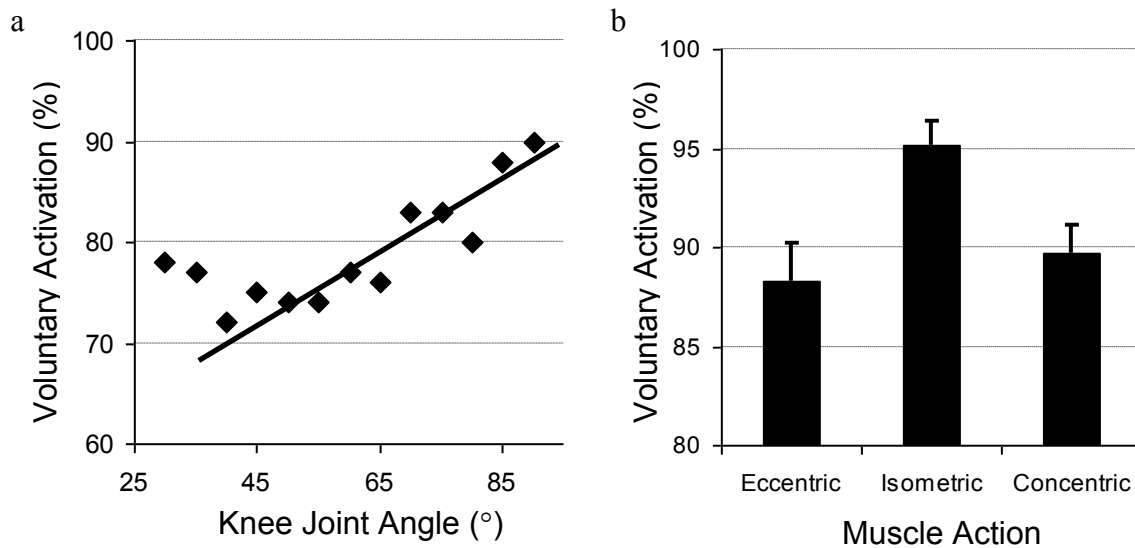 a
Voluntary Activation (%)
100
90
80
70
60
25 45 65 85
Knee Joint Angle (°)
b
Voluntary Activation (%)
100
95
90
85
80
Eccentric Isometric Concentric
Muscle Action